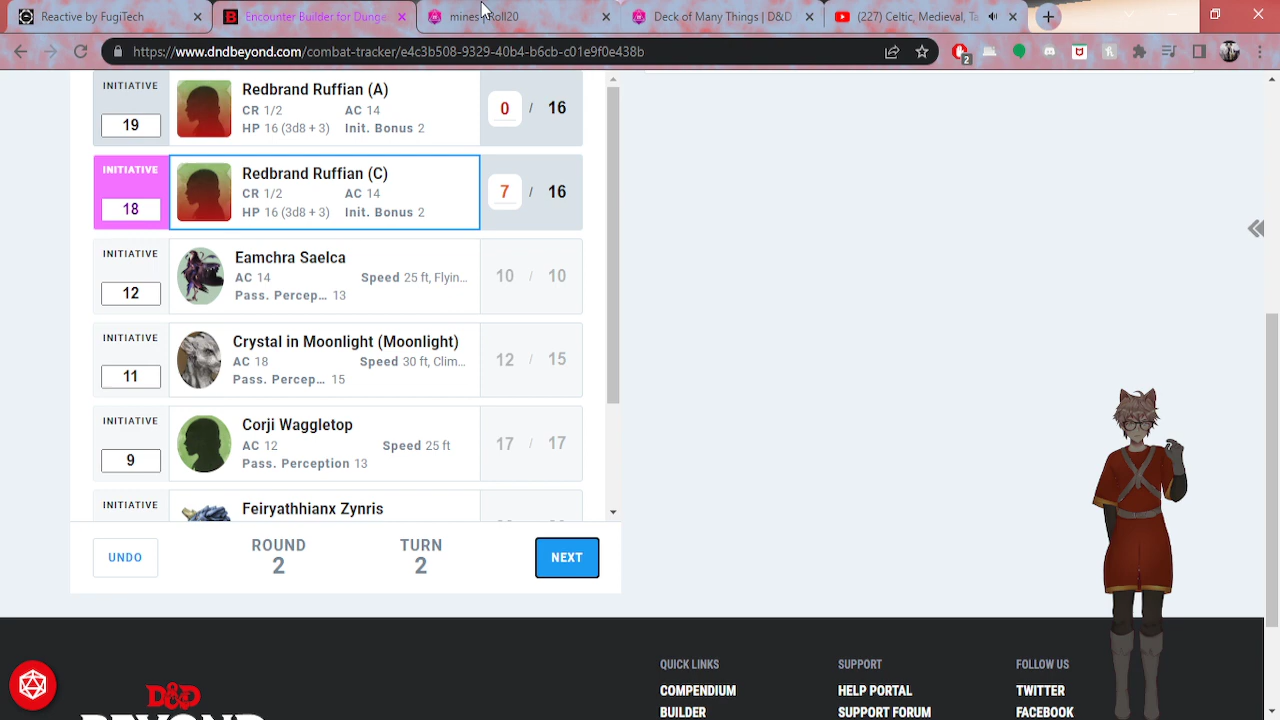 Reactive by FugiTech
Encounter Builder for Dunge
mines | Roll20
Deck of Many Things | D&D
(227) Celtic, Medieval, Ta
https://www.dndbeyond.com/combat-tracker/e4c3b508-9329-40b4-b6cb-c01e9f0e438b
2
INITIATIVE
19
Redbrand Ruffian (A)
CR 1/2 AC 14
HP 16 (3d8 + 3) Init. Bonus 2
0 / 16
INITIATIVE
18
Redbrand Ruffian (C)
CR 1/2 AC 14
HP 16 (3d8 + 3) Init. Bonus 2
7 / 16
INITIATIVE
12
Eamchra Saelca
AC 14 Speed 25 ft, Flyin...
Pass. Percep... 13
10 / 10
INITIATIVE
11
Crystal in Moonlight (Moonlight)
AC 18 Speed 30 ft, Clim...
Pass. Percep... 15
12 / 15
INITIATIVE
9
Corji Waggletop
AC 12 Speed 25 ft
Pass. Perception 13
17 / 17
INITIATIVE
Feiryathhianx Zynris
UNDO
ROUND
2
TURN
2
NEXT
D&D
BEYOND
QUICK LINKS
COMPENDIUM
BUILDER
SUPPORT
HELP PORTAL
SUPPORT FORUM
FOLLOW US
TWITTER
FACEBOOK